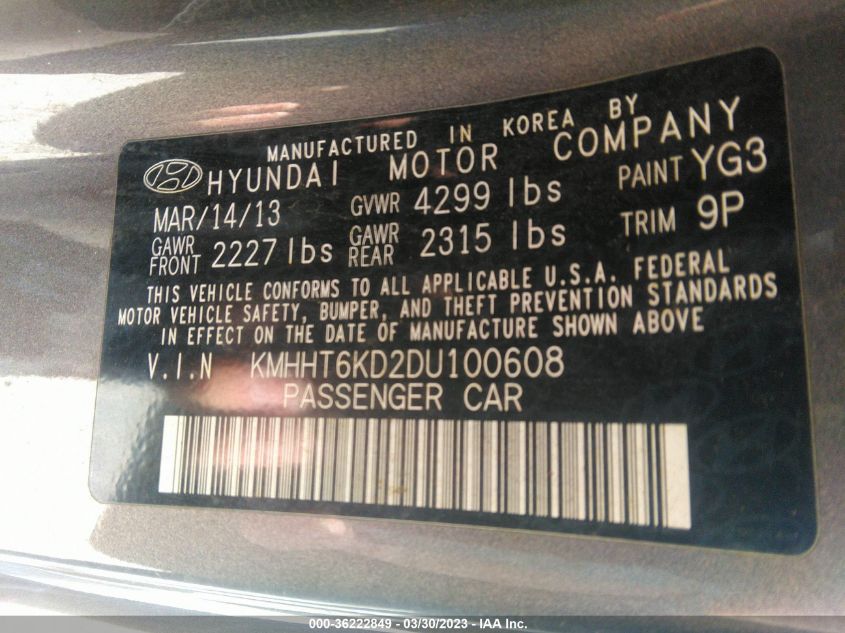 MANUFACTURED IN KOREA BY
HYUNDAI MOTOR COMPANY
MAR/14/13 GVWR 4299 lbs PAINT YG3
GAWR FRONT 2227 lbs GAWR REAR 2315 lbs TRIM 9P
THIS VEHICLE CONFORMS TO ALL APPLICABLE U.S.A. FEDERAL
MOTOR VEHICLE SAFETY, BUMPER, AND THEFT PREVENTION STANDARDS
IN EFFECT ON THE DATE OF MANUFACTURE SHOWN ABOVE
V.I.N KMHHT6KD2DU100608
PASSENGER CAR
000-36222849 - 03/30/2023 - IAA Inc.